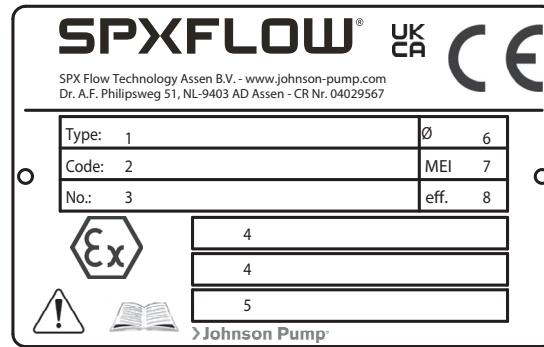 SPXFLOW®
UK
CA
CE
SPX Flow Technology Assen B.V. - www.johnson-pump.com
Dr. A.F. Philipsweg 51, NL-9403 AD Assen - CR Nr. 04029567
Type: 1 Ø 6
Code: 2 MEI 7
No.: 3 eff. 8
Ex
4
4
5
Johnson Pump®